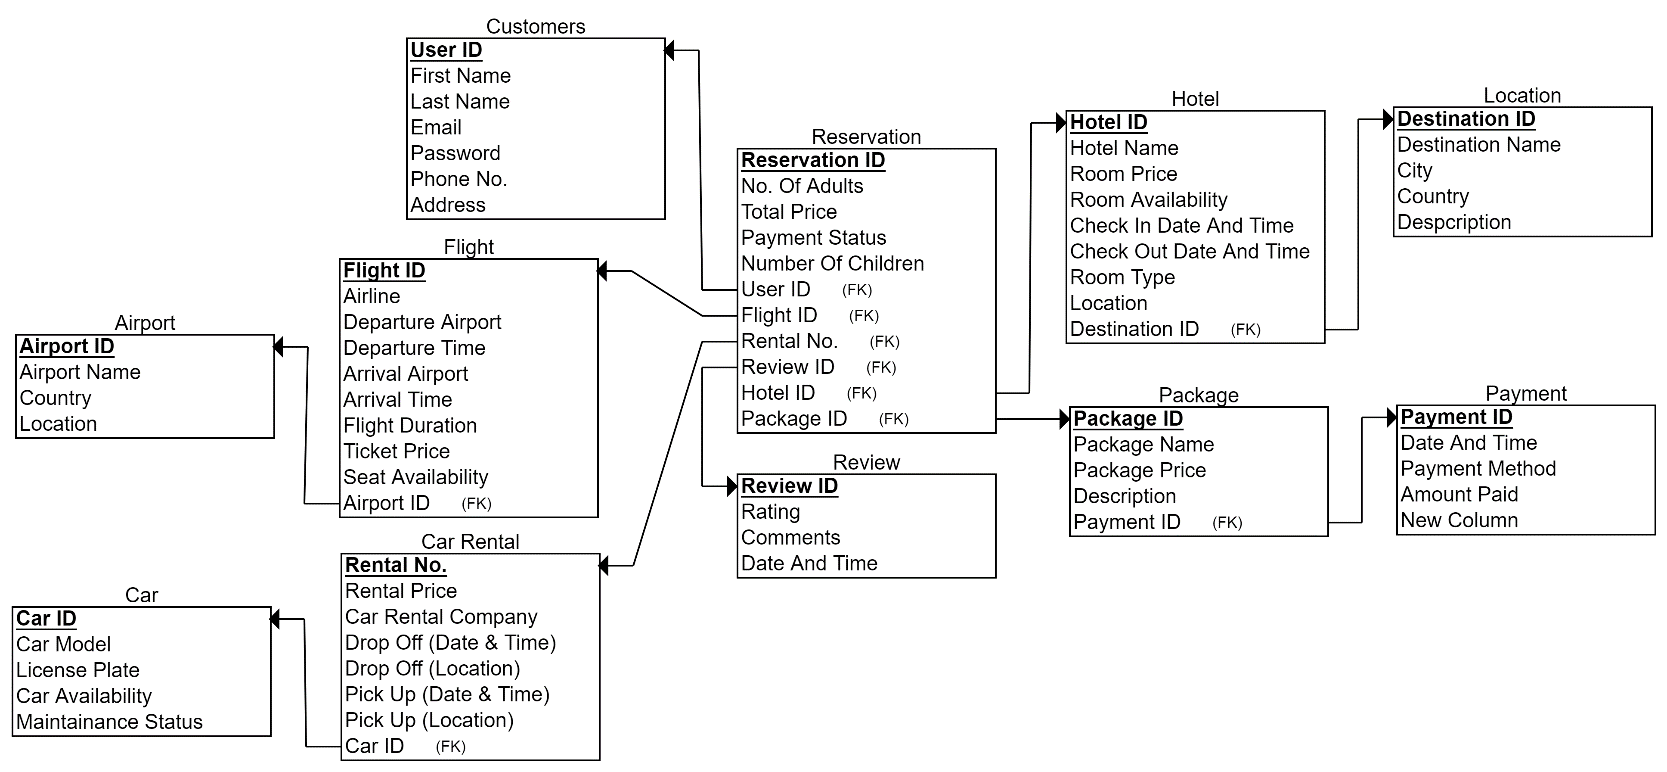 Customers
User ID
First Name
Last Name
Email
Password
Phone No.
Address
Flight
Flight ID
Airline
Departure Airport
Departure Time
Arrival Airport
Arrival Time
Flight Duration
Ticket Price
Seat Availability
Airport ID (FK)
Airport
Airport ID
Airport Name
Country
Location
Car Rental
Rental No.
Rental Price
Car Rental Company
Drop Off (Date & Time)
Drop Off (Location)
Pick Up (Date & Time)
Pick Up (Location)
Car ID (FK)
Car
Car ID
Car Model
License Plate
Car Availability
Maintainance Status
Reservation
Reservation ID
No. Of Adults
Total Price
Payment Status
Number Of Children
User ID (FK)
Flight ID (FK)
Rental No. (FK)
Review ID (FK)
Hotel ID (FK)
Package ID (FK)
Review
Review ID
Rating
Comments
Date And Time
Hotel
Hotel ID
Hotel Name
Room Price
Room Availability
Check In Date And Time
Check Out Date And Time
Room Type
Location
Destination ID (FK)
Location
Destination ID
Destination Name
City
Country
Despcription
Package
Package ID
Package Name
Package Price
Description
Payment ID (FK)
Payment
Payment ID
Date And Time
Payment Method
Amount Paid
New Column